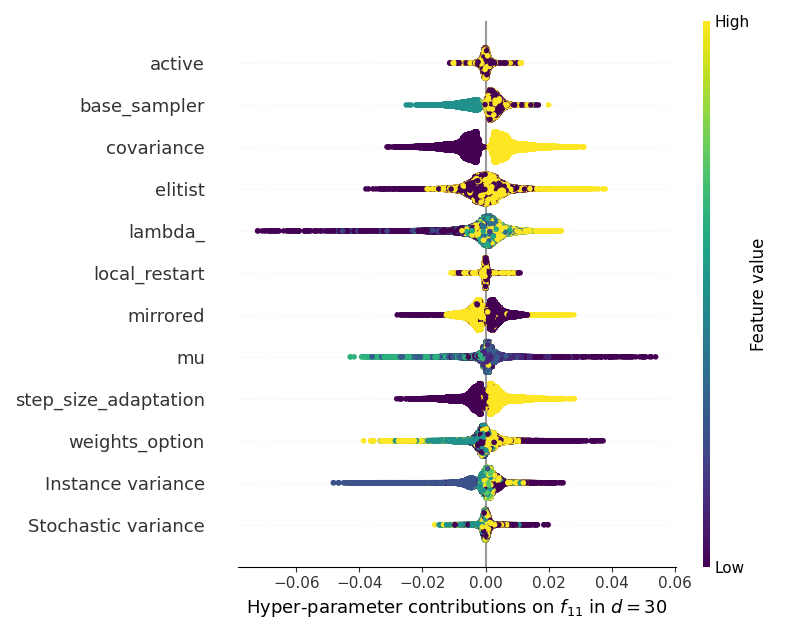 High
active
base_sampler
covariance
elitist
lambda_
local_restart
mirrored
mu
step_size_adaptation
weights_option
Instance variance
Stochastic variance
Feature value
Low
−0.06 −0.04 −0.02 0.00 0.02 0.04 0.06
Hyper-parameter contributions on f₁₁ in d = 30